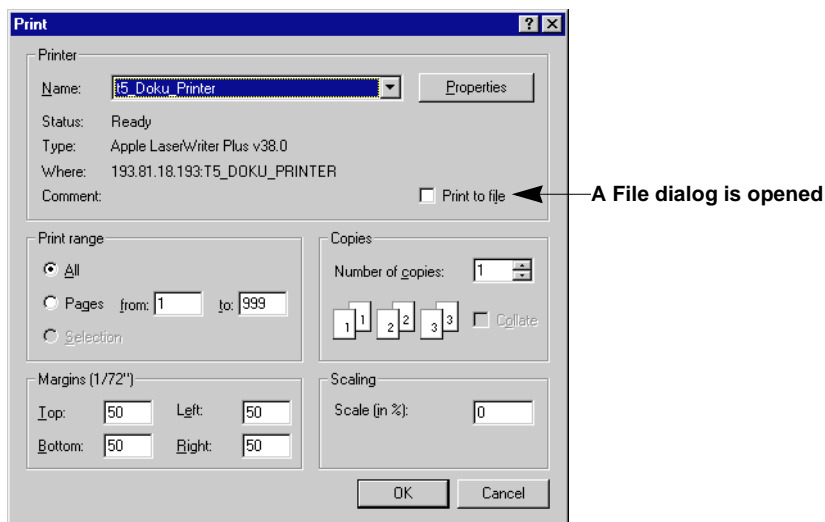 Print
Printer
Name: t5_Doku_Printer Properties
Status: Ready
Type: Apple LaserWriter Plus v38.0
Where: 193.81.18.193:T5_DOKU_PRINTER
Comment: Print to file
A File dialog is opened
Print range
All
Pages from: 1 to: 999
Selection
Copies
Number of copies: 1
1 1 2 2 3 3 Collate
Margins (1/72")
Top: 50 Left: 50
Bottom: 50 Right: 50
Scaling
Scale (in %): 0
OK Cancel